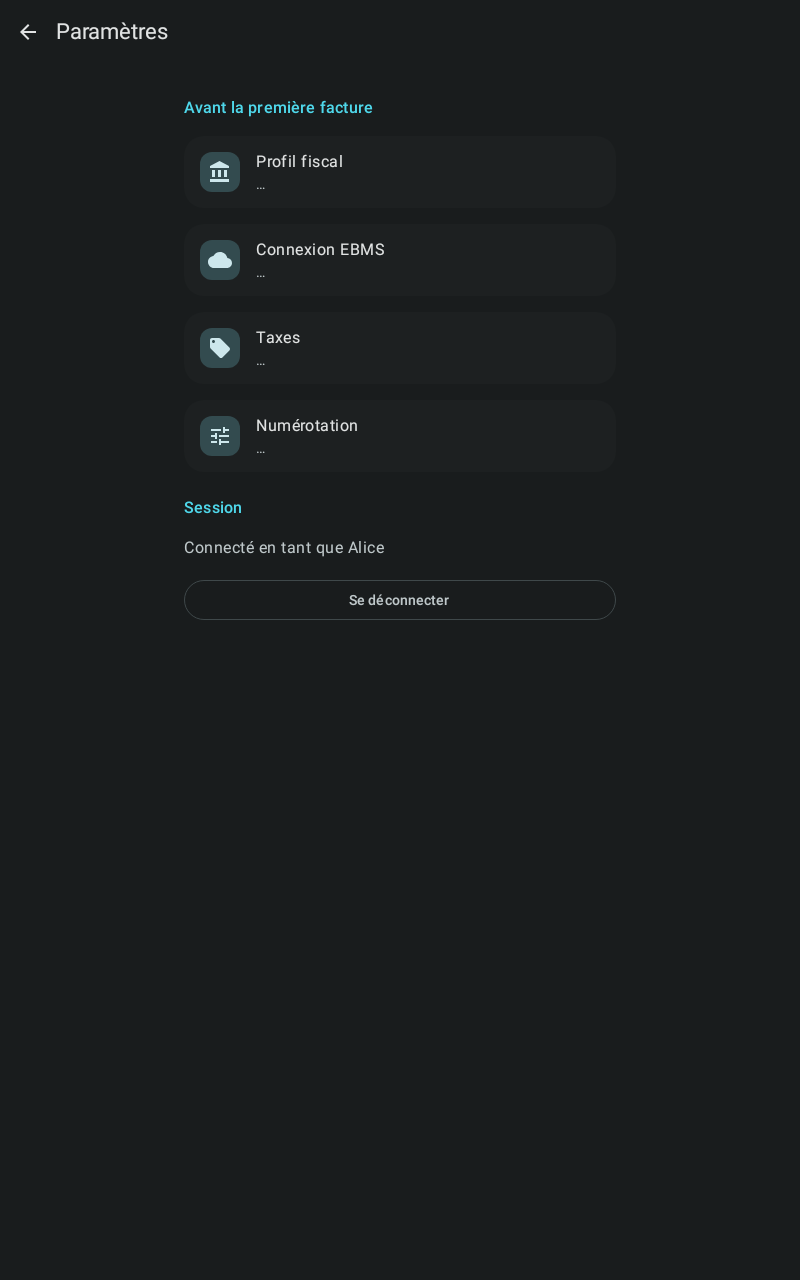 Paramètres
Avant la première facture
Profil fiscal
…
Connexion EBMS
…
Taxes
…
Numérotation
…
Session
Connecté en tant que Alice
Se déconnecter